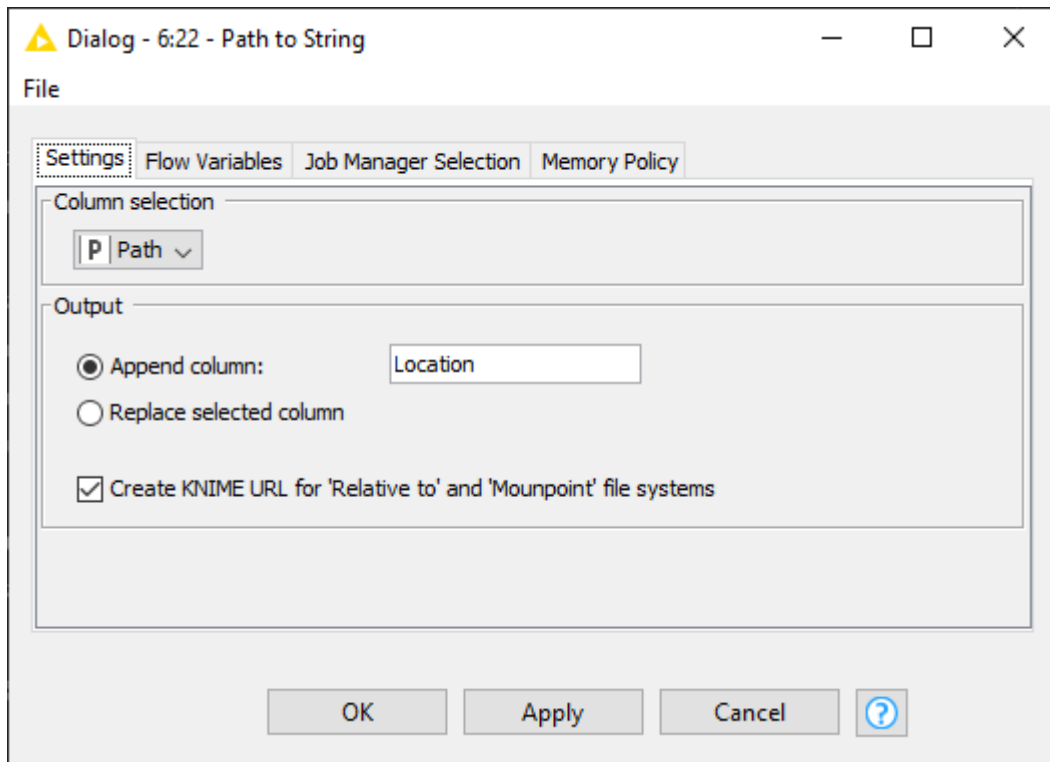 Dialog - 6:22 - Path to String
File
Settings Flow Variables Job Manager Selection Memory Policy
Column selection
P Path
Output
Append column: Location
Replace selected column
Create KNIME URL for 'Relative to' and 'Mounpoint' file systems
OK Apply Cancel ?